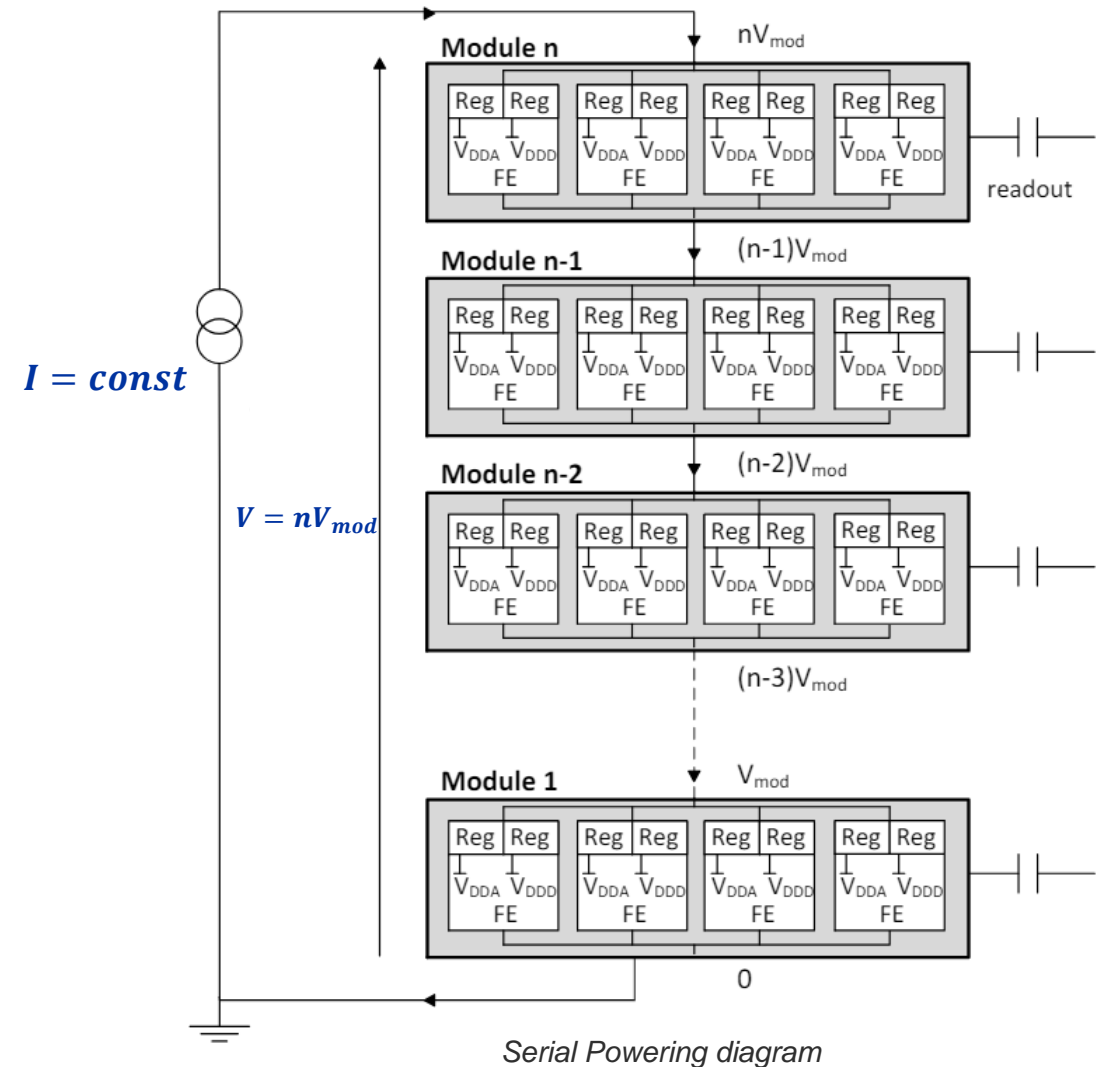 nV_mod
Module n
Reg Reg Reg Reg Reg Reg Reg Reg
V_DDA V_DDD V_DDA V_DDD V_DDA V_DDD V_DDA V_DDD
FE FE FE FE
readout
(n-1)V_mod
Module n-1
Reg Reg Reg Reg Reg Reg Reg Reg
V_DDA V_DDD V_DDA V_DDD V_DDA V_DDD V_DDA V_DDD
FE FE FE FE
I = const
(n-2)V_mod
Module n-2
V = nV_mod
Reg Reg Reg Reg Reg Reg Reg Reg
V_DDA V_DDD V_DDA V_DDD V_DDA V_DDD V_DDA V_DDD
FE FE FE FE
(n-3)V_mod
V_mod
Module 1
Reg Reg Reg Reg Reg Reg Reg Reg
V_DDA V_DDD V_DDA V_DDD V_DDA V_DDD V_DDA V_DDD
FE FE FE FE
0
Serial Powering diagram